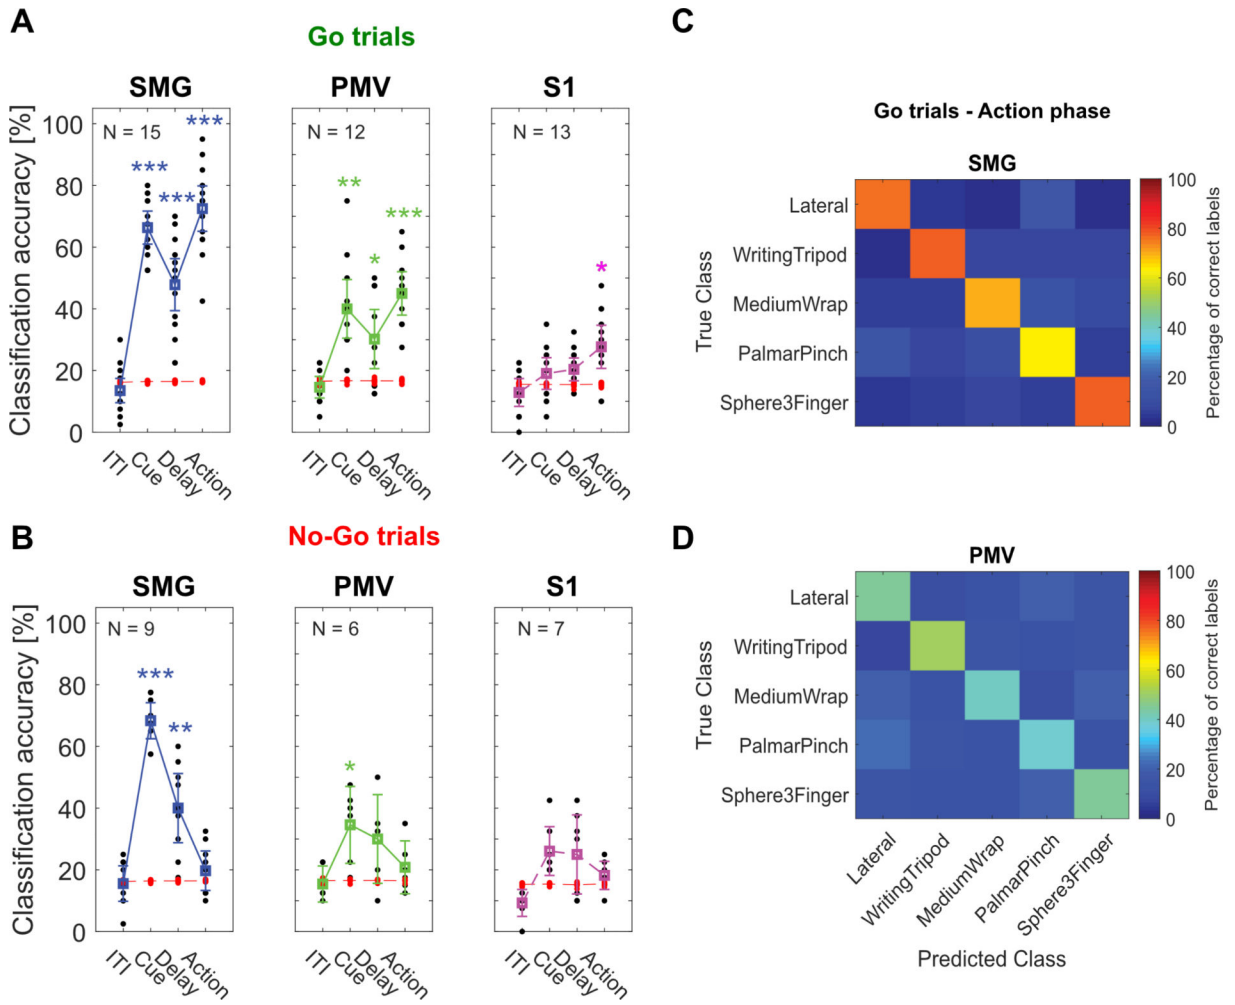 A
Go trials
SMG
PMV
S1
Classification accuracy [%]
100
80
60
40
20
0
N = 15
***
***
***
ITI
Cue
Delay
Action
N = 12
**
*
***
ITI
Cue
Delay
Action
N = 13
*
ITI
Cue
Delay
Action
B
No-Go trials
SMG
PMV
S1
Classification accuracy [%]
100
80
60
40
20
0
N = 9
***
**
ITI
Cue
Delay
Action
N = 6
*
ITI
Cue
Delay
Action
N = 7
ITI
Cue
Delay
Action
C
Go trials - Action phase
SMG
True Class
Lateral
WritingTripod
MediumWrap
PalmarPinch
Sphere3Finger
100
80
60
40
20
0
Percentage of correct labels
D
PMV
True Class
Lateral
WritingTripod
MediumWrap
PalmarPinch
Sphere3Finger
100
80
60
40
20
0
Percentage of correct labels
Lateral
WritingTripod
MediumWrap
PalmarPinch
Sphere3Finger
Predicted Class